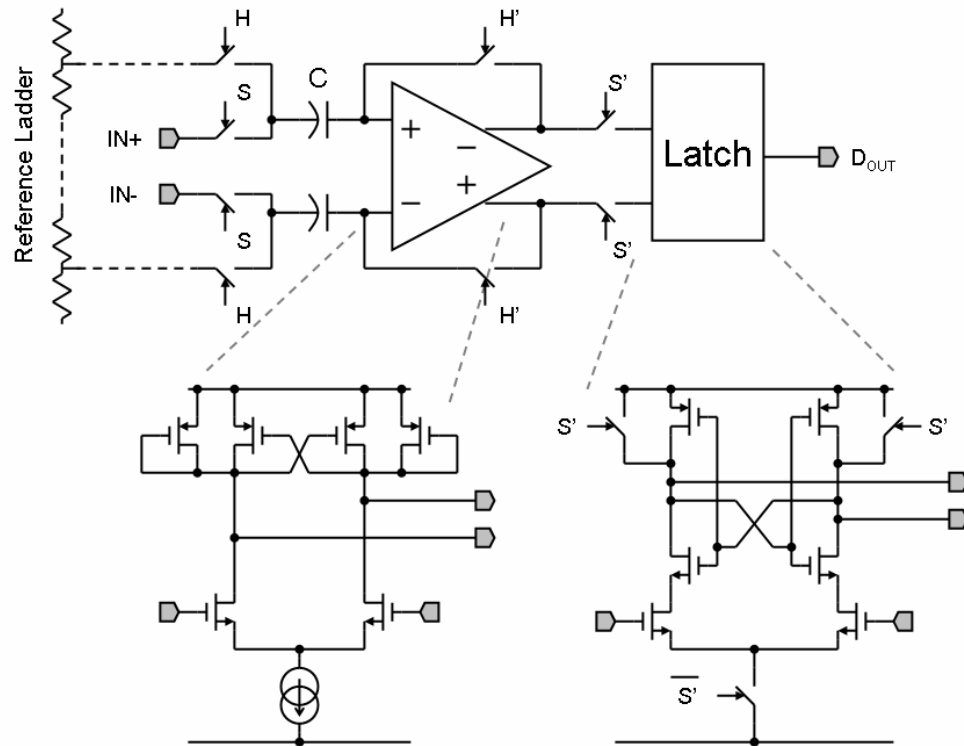 H
H'
Reference Ladder
C
S
S'
IN+
+
−
Latch
D_OUT
IN-
−
+
S
S'
H
H'
S'
S'
S'